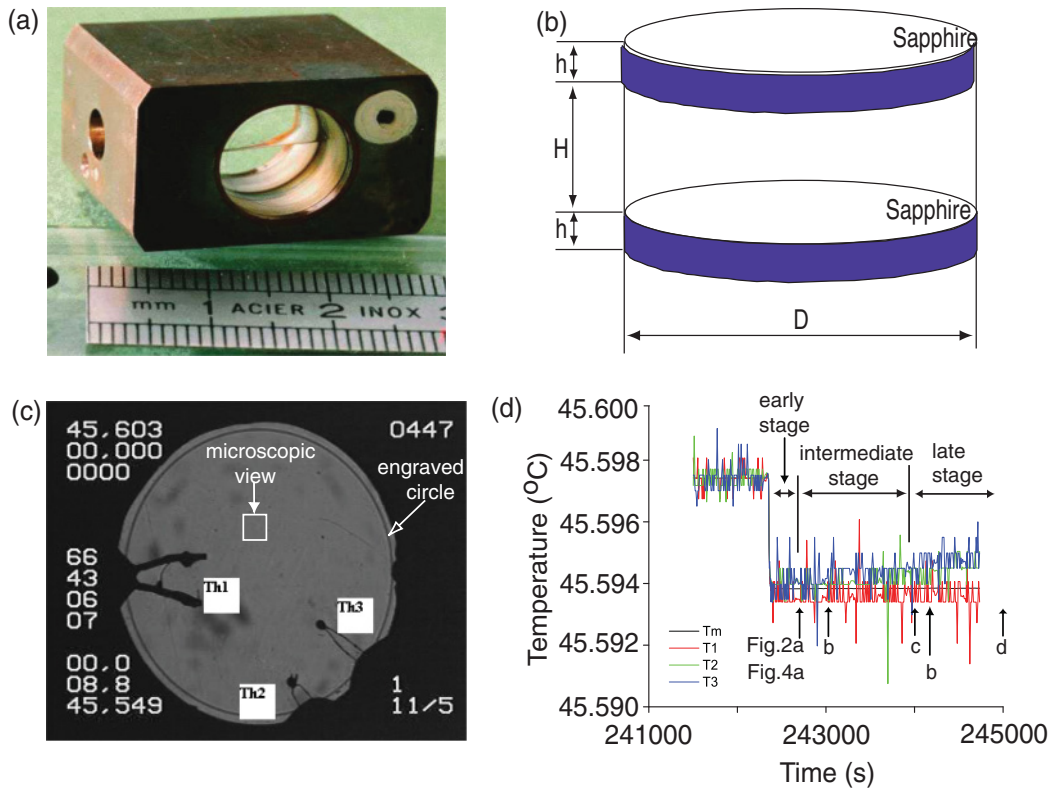 (a)
mm 1 ACIER 2 INOX 3
(b)
Sapphire
h
H
Sapphire
h
D
(c)
45.603
00.000
0000
0447
microscopic
view
engraved
circle
66
43
06
07
Th1
Th3
Th2
00.0
08.8
45.549
1
11/5
(d)
45.600
45.598
45.596
45.594
45.592
45.590
Temperature (°C)
early
stage
intermediate
stage
late
stage
Tm
T1
T2
T3
Fig.2a
Fig.4a
b
c
b
d
241000
243000
245000
Time (s)